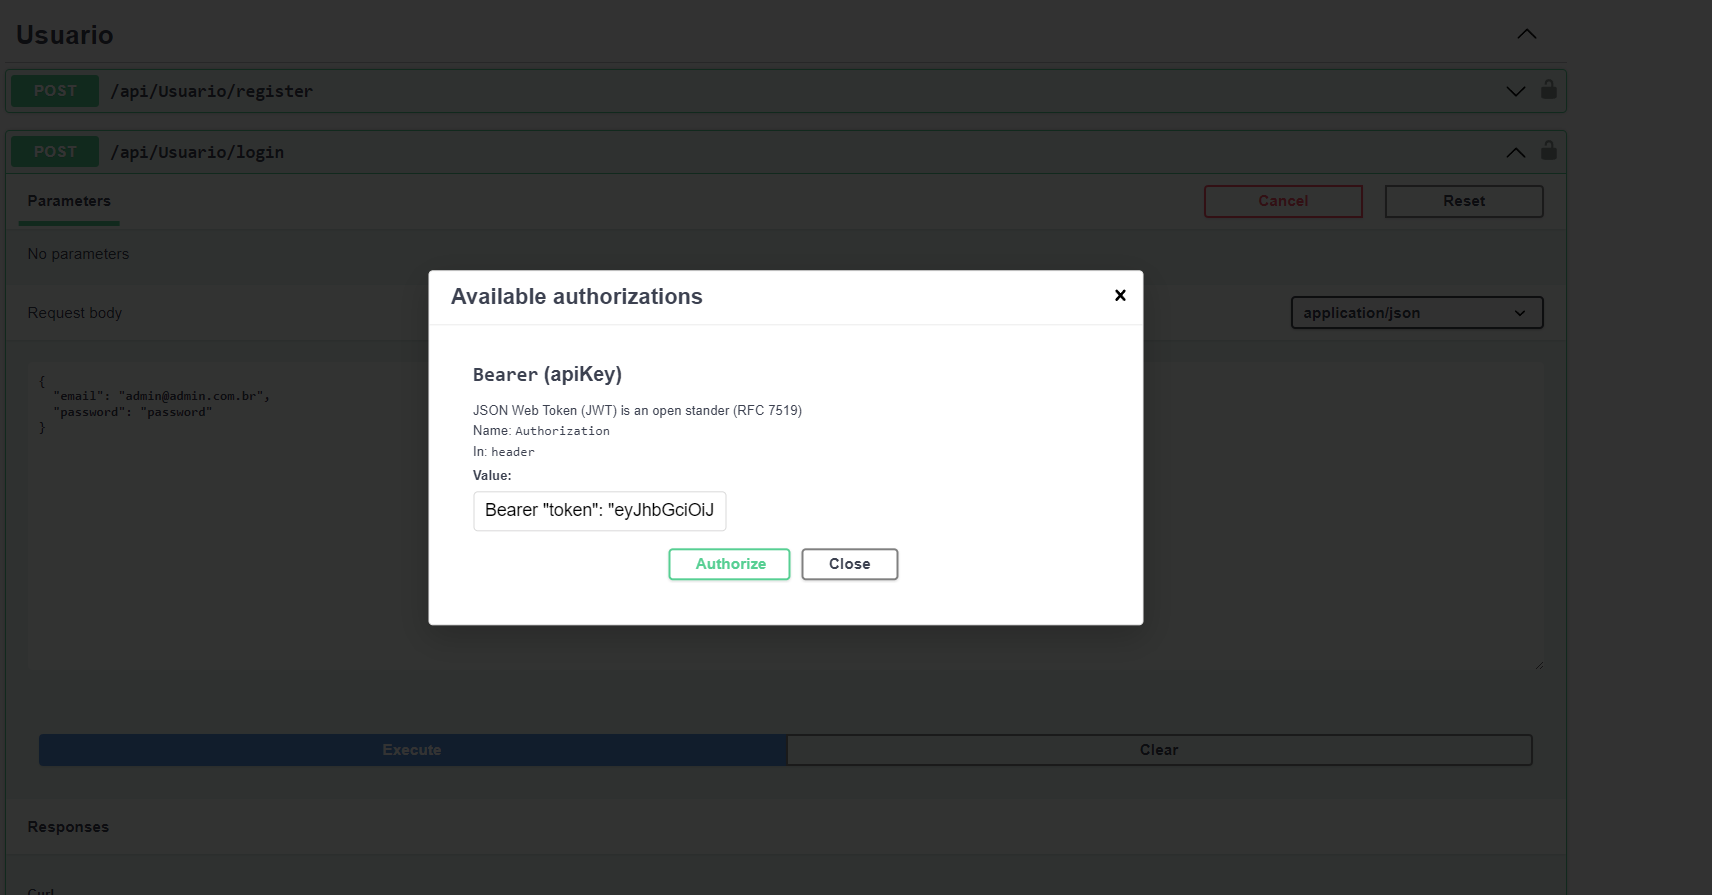 Usuario
POST /api/Usuario/register
POST /api/Usuario/login
Parameters
Cancel Reset
No parameters
Request body
application/json
{
"email": "admin@admin.com.br",
"password": "password"
}
Available authorizations
Bearer (apiKey)
JSON Web Token (JWT) is an open stander (RFC 7519)
Name: Authorization
In: header
Value:
Bearer "token": "eyJhbGciOiJ
Authorize Close
Execute Clear
Responses
Curl